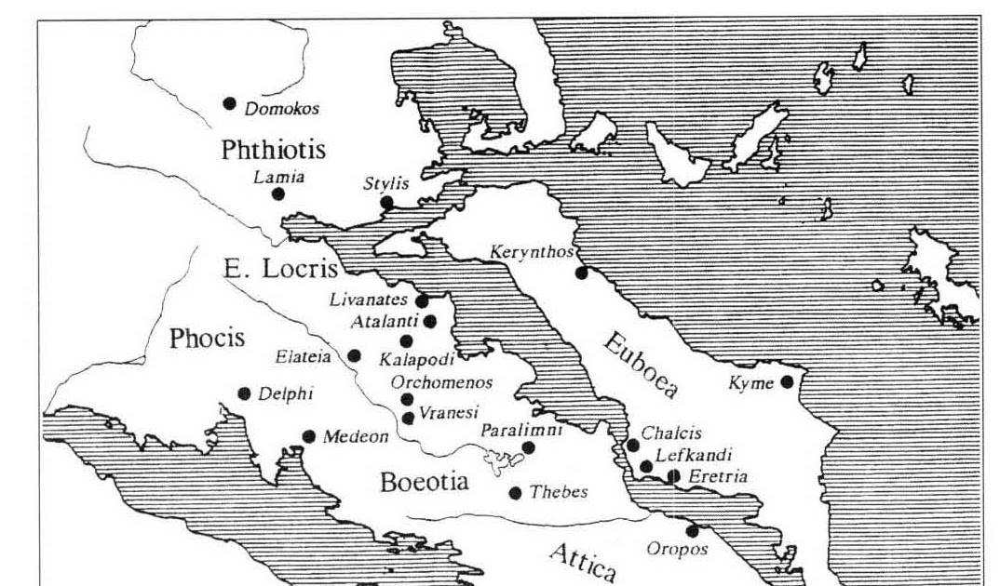 Domokos
Phthiotis
Lamia
Stylis
Kerynthos
E. Locris
Livanates
Atalanti
Phocis
Elateia
Kalapodi
Euboea
Orchomenos
Kyme
Delphi
Vranesi
Medeon
Paralimni
Chalcis
Lefkandi
Eretria
Boeotia
Thebes
Oropos
Attica